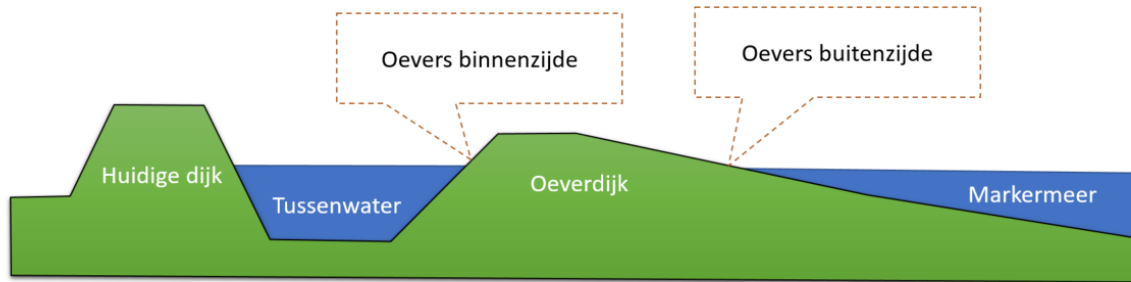 Oevers binnenzijde
Oevers buitenzijde
Huidige dijk
Tussenwater
Oeverdijk
Markermeer